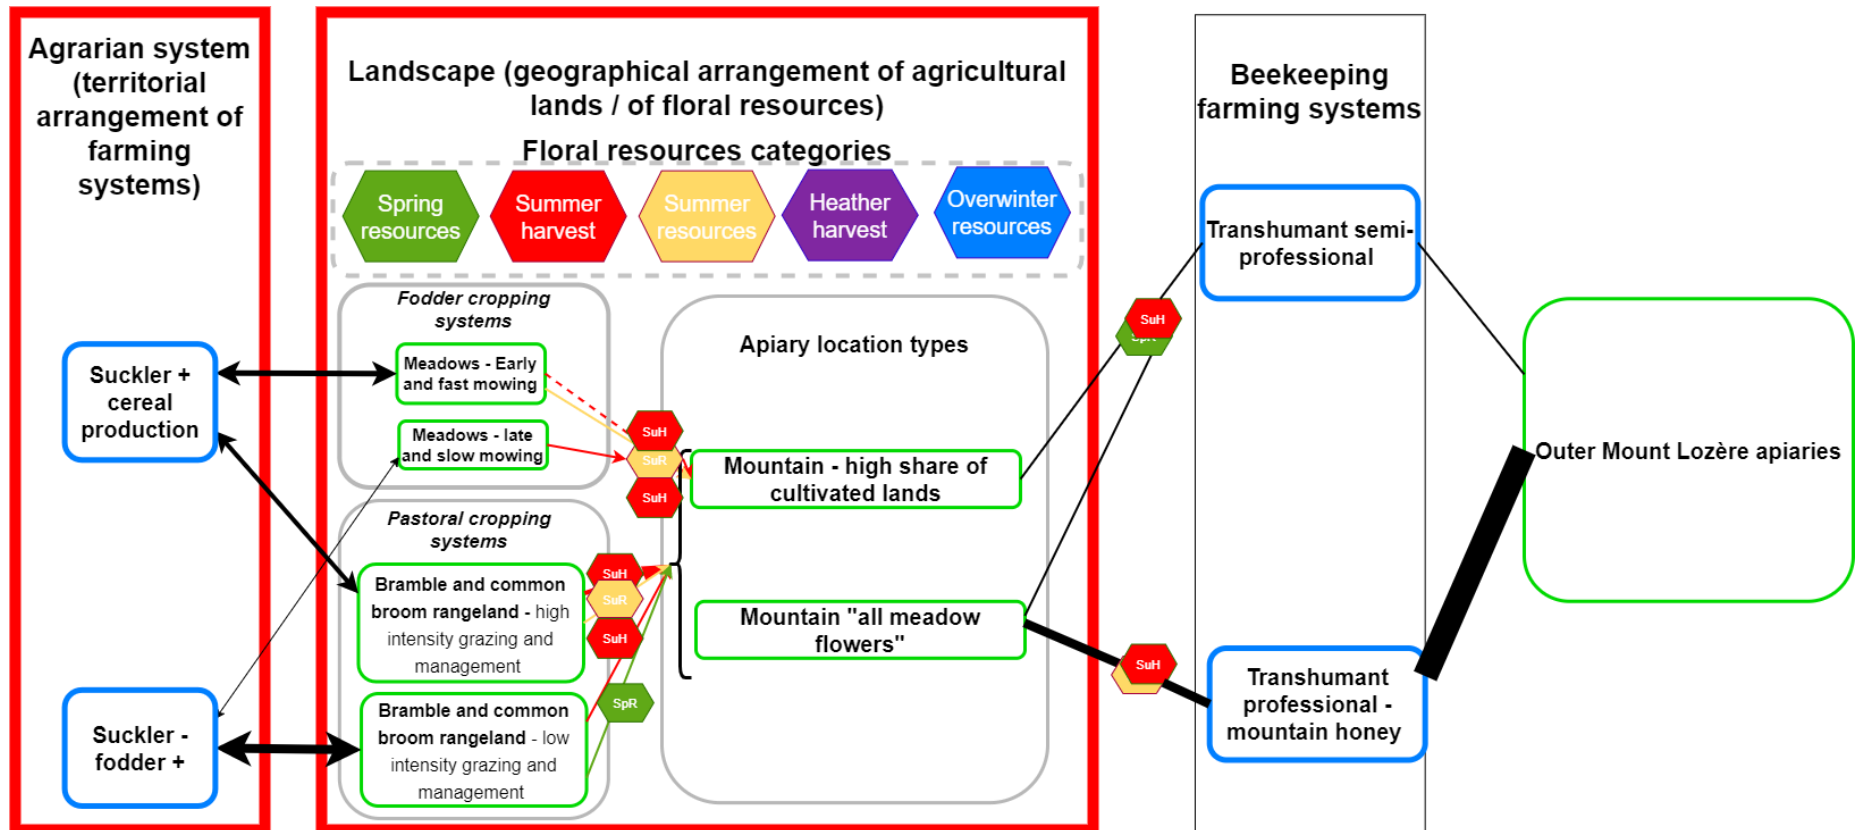 Agrarian system
(territorial
arrangement of
farming
systems)
Suckler +
cereal
production
Suckler -
fodder +
Landscape (geographical arrangement of agricultural
lands / of floral resources)
Floral resources categories
Spring
resources
Summer
harvest
Summer
resources
Heather
harvest
Overwinter
resources
Fodder cropping
systems
Meadows - Early
and fast mowing
Meadows - late
and slow mowing
Pastoral cropping
systems
Bramble and common
broom rangeland - high
intensity grazing and
management
Bramble and common
broom rangeland - low
intensity grazing and
management
SuH
SuR
SuH
SuH
SuR
SuH
SpR
Apiary location types
Mountain - high share of
cultivated lands
Mountain "all meadow
flowers"
SuH
SpR
SuH
Beekeeping
farming systems
Transhumant semi-
professional
Transhumant
professional -
mountain honey
Outer Mount Lozère apiaries